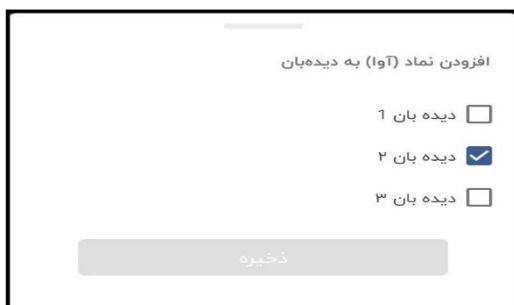 افزودن نماد (آوا) به دیده‌بان
دیده بان 1
دیده بان ۲
دیده بان ۳
ذخیره